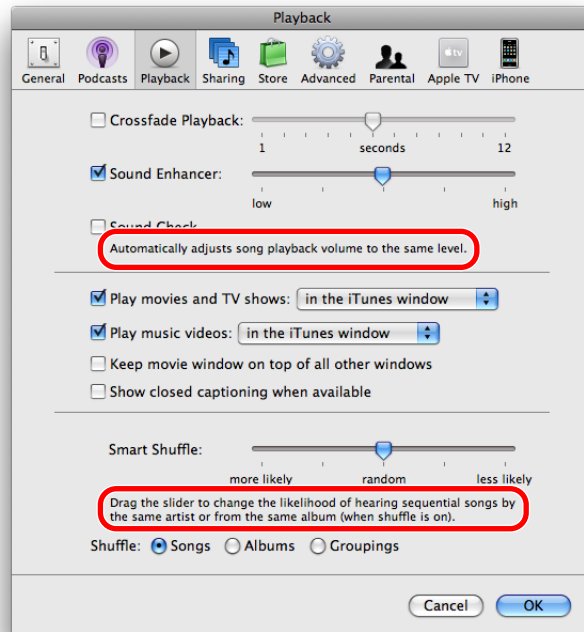 Playback
General Podcasts Playback Sharing Store Advanced Parental Apple TV iPhone
Crossfade Playback:
1 seconds 12
Sound Enhancer:
low high
Sound Check
Automatically adjusts song playback volume to the same level.
Play movies and TV shows: in the iTunes window
Play music videos: in the iTunes window
Keep movie window on top of all other windows
Show closed captioning when available
Smart Shuffle:
more likely random less likely
Drag the slider to change the likelihood of hearing sequential songs by
the same artist or from the same album (when shuffle is on).
Shuffle: Songs Albums Groupings
Cancel OK